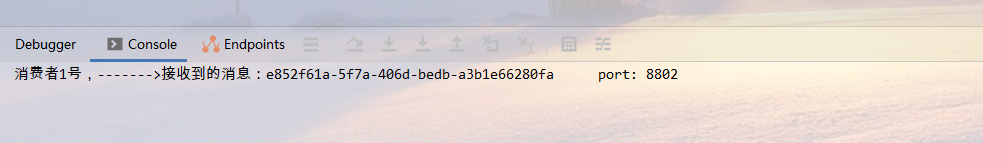 Debugger Console Endpoints
消费者1号，------->接收到的消息：e852f61a-5f7a-406d-bedb-a3b1e66280fa port: 8802